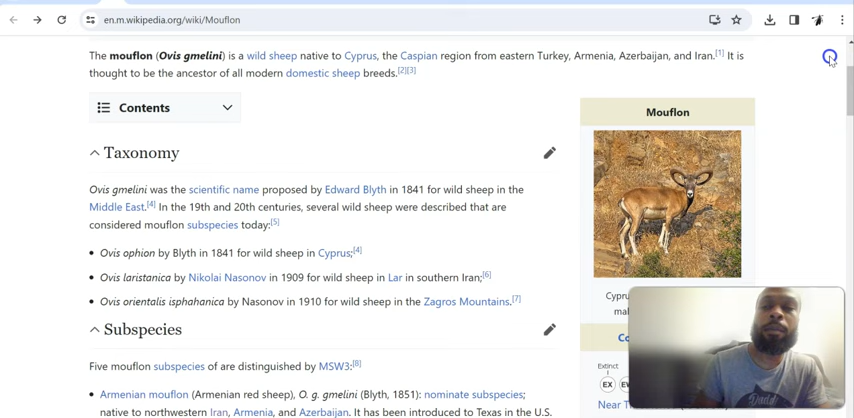 en.m.wikipedia.org/wiki/Mouflon
The mouflon (Ovis gmelini) is a wild sheep native to Cyprus, the Caspian region from eastern Turkey, Armenia, Azerbaijan, and Iran.[1] It is
thought to be the ancestor of all modern domestic sheep breeds.[2][3]
Contents
Mouflon
Taxonomy
Ovis gmelini was the scientific name proposed by Edward Blyth in 1841 for wild sheep in the
Middle East.[4] In the 19th and 20th centuries, several wild sheep were described that are
considered mouflon subspecies today:[5]
• Ovis ophion by Blyth in 1841 for wild sheep in Cyprus;[4]
• Ovis laristanica by Nikolai Nasonov in 1909 for wild sheep in Lar in southern Iran;[6]
• Ovis orientalis isphahanica by Nasonov in 1910 for wild sheep in the Zagros Mountains.[7]
Subspecies
Five mouflon subspecies of are distinguished by MSW3:[8]
• Armenian mouflon (Armenian red sheep), O. g. gmelini (Blyth, 1851): nominate subspecies;
native to northwestern Iran, Armenia, and Azerbaijan. It has been introduced to Texas in the U.S.
Extinct
EX
Near
Dadd